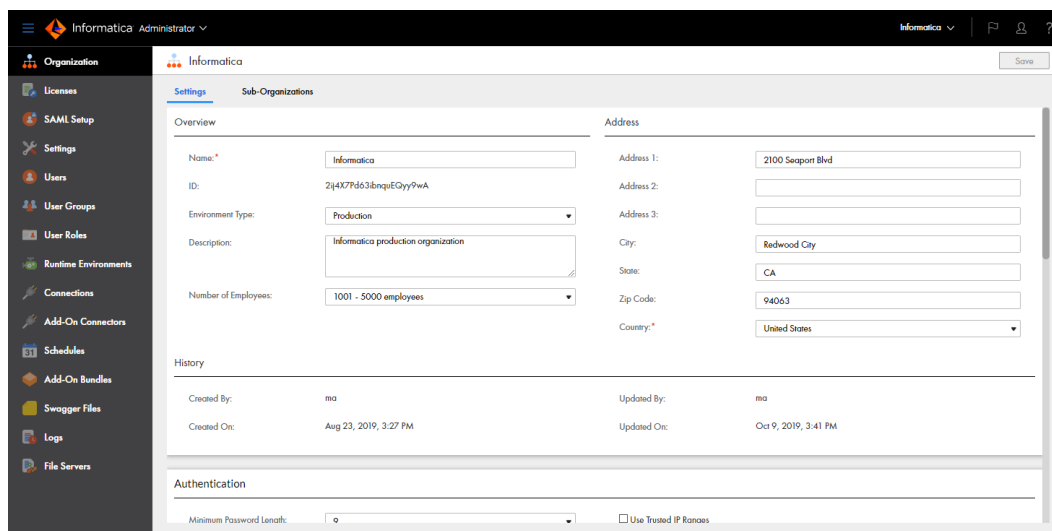 Informatica Administrator
Informatica
?
Organization
Licenses
SAML Setup
Settings
Users
User Groups
User Roles
Runtime Environments
Connections
Add-On Connectors
31 Schedules
Add-On Bundles
Swagger Files
Logs
File Servers
Informatica
Save
Settings Sub-Organizations
Overview
Name:* Informatica
ID: 2ij4X7Pd63ibnquEQyy9wA
Environment Type: Production
Description: Informatica production organization
Number of Employees: 1001 - 5000 employees
Address
Address 1: 2100 Seaport Blvd
Address 2:
Address 3:
City: Redwood City
State: CA
Zip Code: 94063
Country:* United States
History
Created By: ma
Updated By: ma
Created On: Aug 23, 2019, 3:27 PM
Updated On: Oct 9, 2019, 3:41 PM
Authentication
Minimum Password Length: 9
Use Trusted IP Ranges